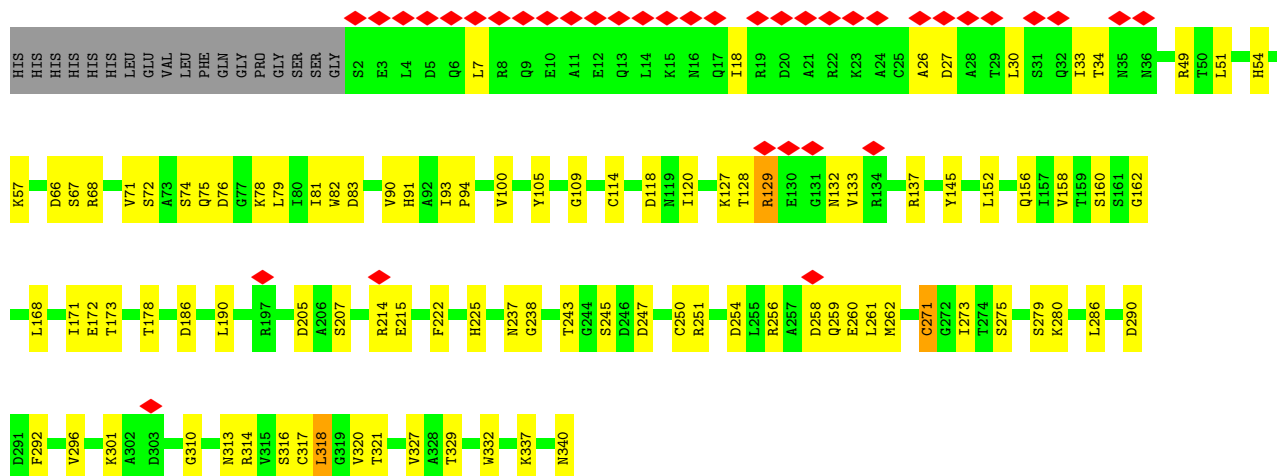 HIS HIS HIS HIS HIS HIS LEU GLU VAL LEU PHE GLN GLY PRO GLY SER SER GLY S2 E3 L4 D5 Q6 L7 R8 Q9 E10 A11 E12 Q13 L14 K15 N16 Q17 I18 R19 D20 A21 R22 K23 A24 C25 A26 D27 A28 T29 L30 S31 Q32 I33 T34 N35 N36 R49 T50 L51 H54
K57 D66 S67 R68 V71 S72 A73 S74 Q75 D76 G77 K78 L79 I80 I81 W82 D83 V90 H91 A92 I93 P94 V100 Y105 G109 C114 D118 N119 I120 K127 T128 R129 E130 G131 N132 V133 R134 R137 Y145 L152 Q156 I157 V158 T159 S160 S161 G162
L168 I171 E172 T173 T178 D186 L190 R197 D205 A206 S207 R214 E215 F222 H225 N237 G238 T243 G244 S245 D246 D247 C250 R251 D254 L255 R256 A257 D258 Q259 E260 L261 M262 C271 G272 I273 T274 S275 S279 K280 L286 D290
D291 F292 V296 K301 A302 D303 G310 N313 R314 V315 S316 C317 L318 G319 V320 T321 V327 A328 T329 W332 K337 N340